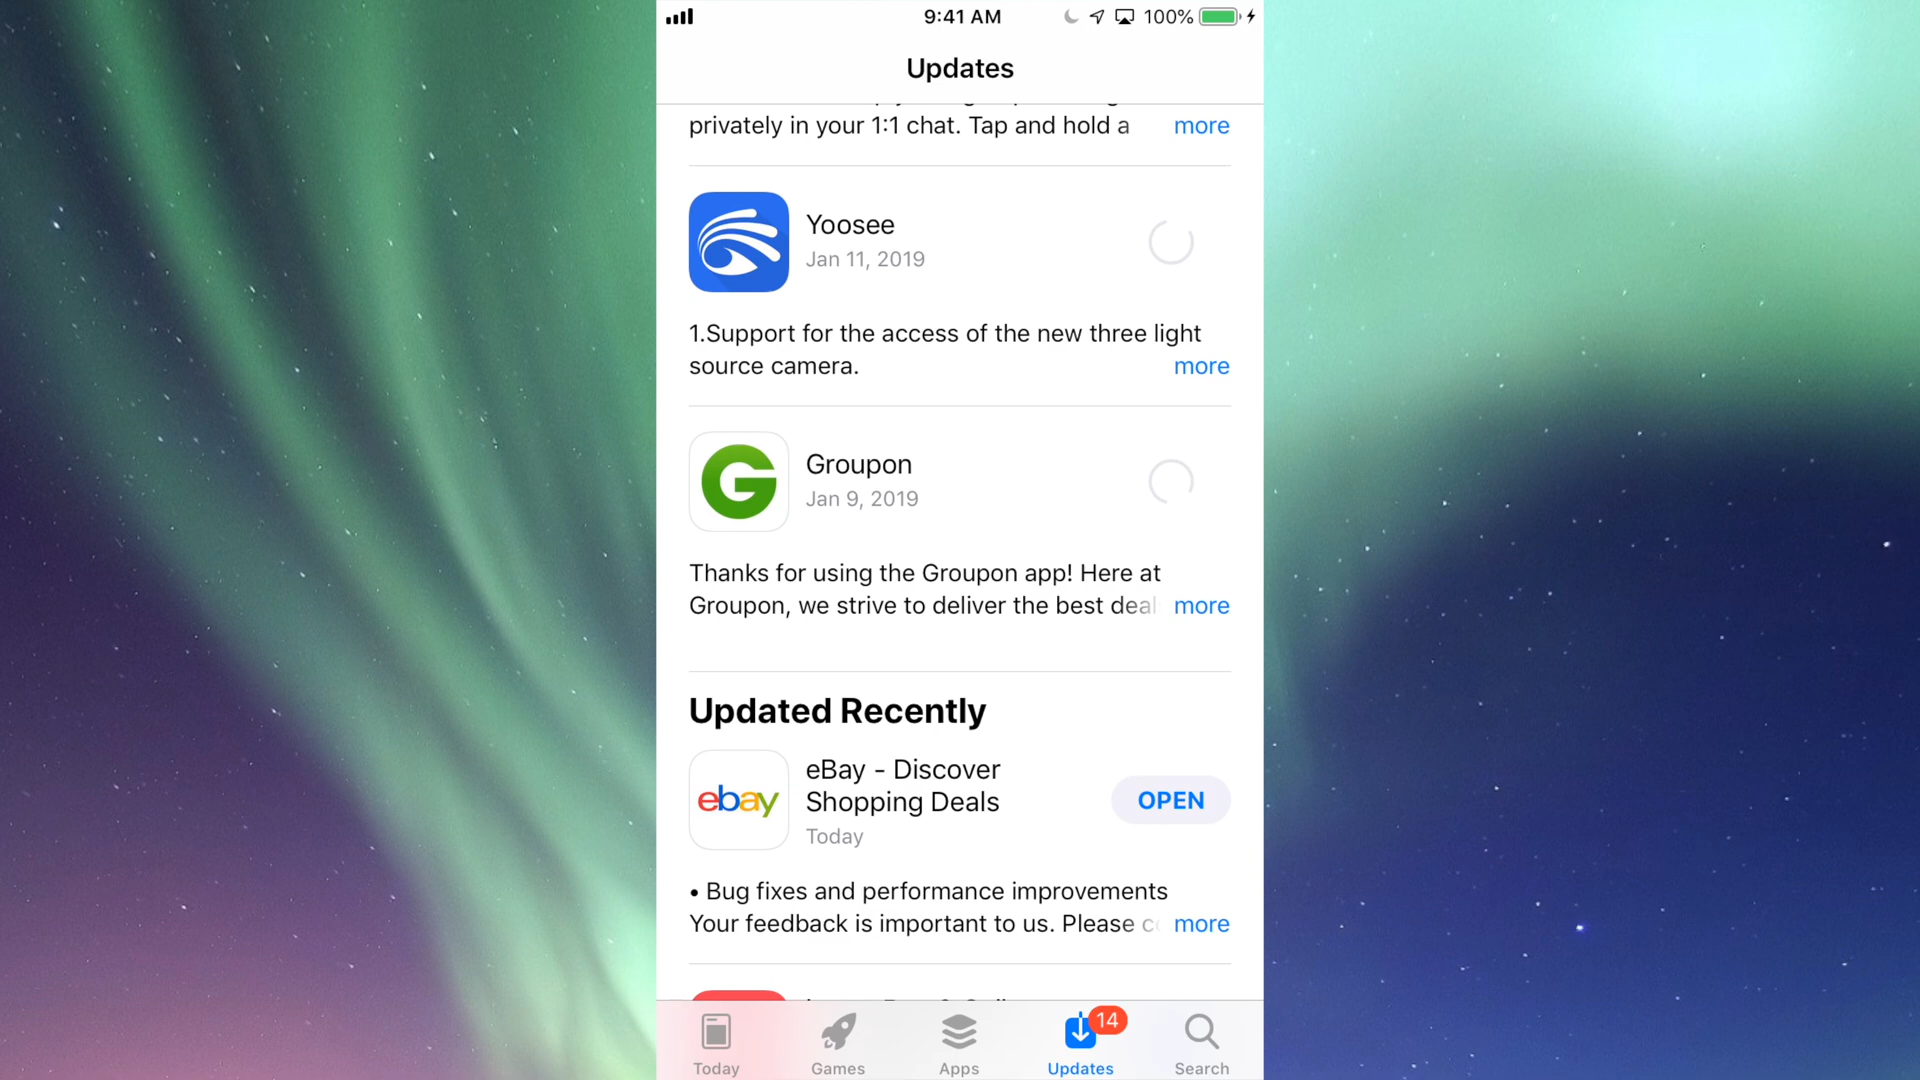 9:41 AM 100%
Updates
privately in your 1:1 chat. Tap and hold a more
Yoosee
Jan 11, 2019
1.Support for the access of the new three light
source camera. more
G
Groupon
Jan 9, 2019
Thanks for using the Groupon app! Here at
Groupon, we strive to deliver the best deal more
Updated Recently
ebay
eBay - Discover
Shopping Deals
Today
OPEN
• Bug fixes and performance improvements
Your feedback is important to us. Please more
14
Today Games Apps Updates Search